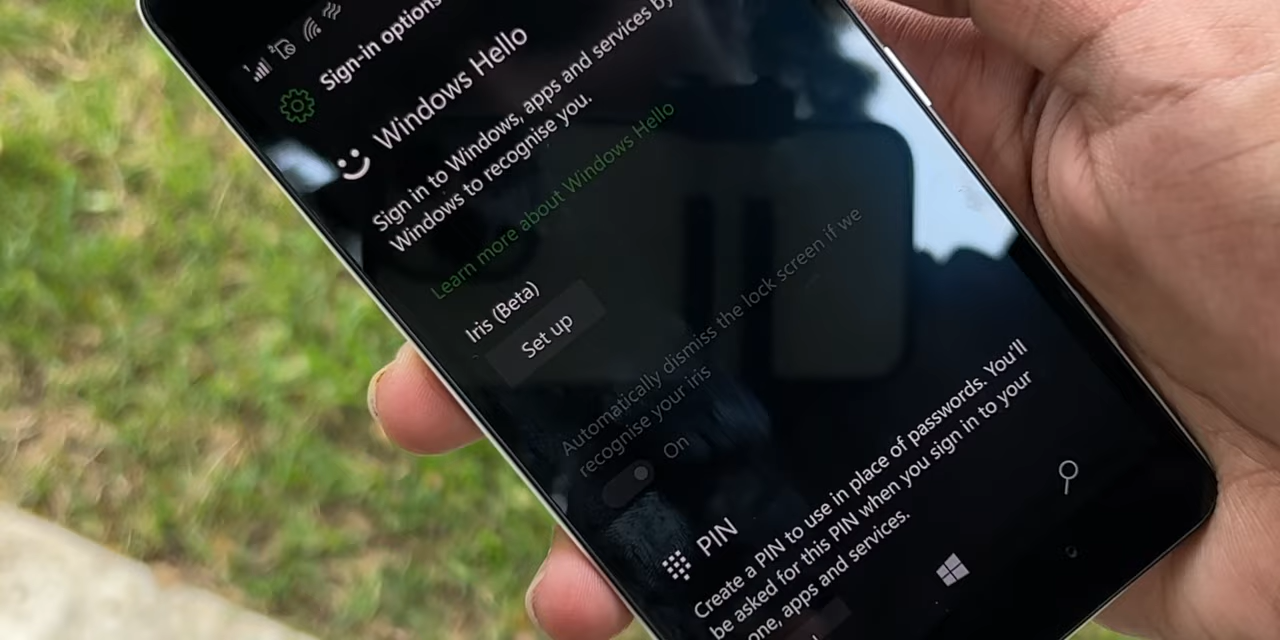 Sign-in options
Windows Hello
Sign in to Windows, apps and services by
Windows to recognise you.
Learn more about Windows Hello
Iris (Beta)
Set up
Automatically dismiss the lock screen if we
recognise your iris
On
PIN
Create a PIN to use in place of passwords. You'll
be asked for this PIN when you sign in to your
one, apps and services.